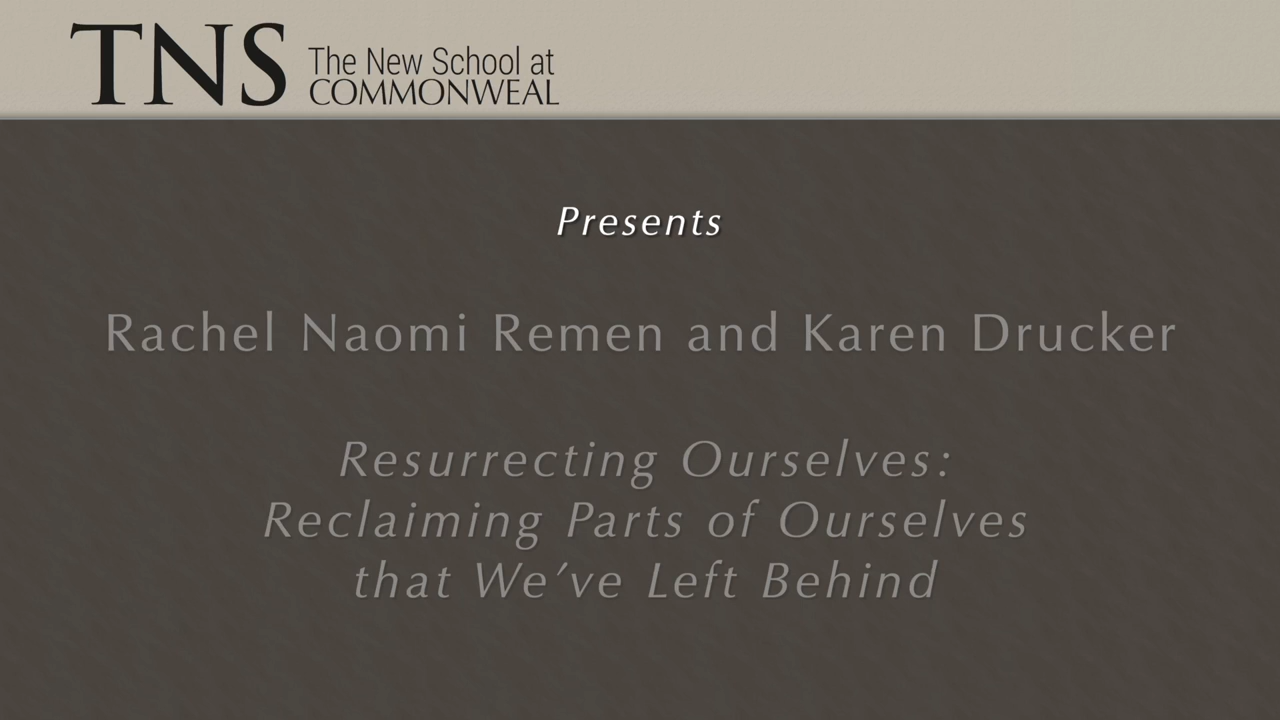 TNS The New School at
COMMONWEAL
Presents
Rachel Naomi Remen and Karen Drucker
Resurrecting Ourselves:
Reclaiming Parts of Ourselves
that We’ve Left Behind